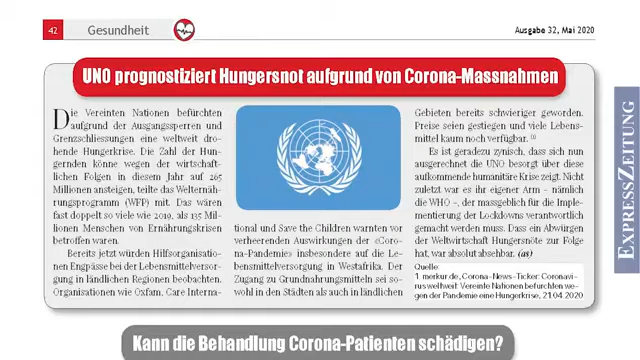 42
Gesundheit
Ausgabe 32, Mai 2020
UNO prognostiziert Hungersnot aufgrund von Corona-Massnahmen
Die Vereinten Nationen befürchten
aufgrund der Ausgangssperren und
Grenzschliessungen eine weltweit dro-
hende Hungerkrise. Die Zahl der Hun-
gernden könne wegen der wirtschaft-
lichen Folgen in diesem Jahr auf 265
Millionen ansteigen, teilte das Welternäh-
rungsprogramm (WFP) mit. Das wären
fast doppelt so viele wie 2019, als 135 Mil-
lionen Menschen von Ernährungskrisen
betroffen waren.
Bereits jetzt würden Hilfsorganisatio-
nen Engpässe bei der Lebensmittelversor-
gung in ländlichen Regionen beobachten.
Organisationen wie Oxfam, Care Interna-
tional und Save the Children warnten vor
verheerenden Auswirkungen der «Coro-
na-Pandemie» insbesondere auf die Le-
bensmittelversorgung in Westafrika. Der
Zugang zu Grundnahrungsmitteln sei so-
wohl in den Städten als auch in ländlichen
Gebieten bereits schwieriger geworden.
Preise seien gestiegen und viele Lebens-
mittel kaum noch verfügbar. (1)
Es ist geradezu zynisch, dass sich nun
ausgerechnet die UNO besorgt über diese
aufkommende humanitäre Krise zeigt. Nicht
zuletzt war es ihr eigener Arm – nämlich
die WHO –, der massgeblich für die Imple-
mentierung der Lockdowns verantwortlich
gemacht werden muss. Dass ein Abwürgen
der Weltwirtschaft Hungersnöte zur Folge
hat, war absolut absehbar. (as)
Quelle:
1 merkur.de, Corona-News-Ticker: Coronavi-
rus weltweit: Vereinte Nationen befürchten we-
gen der Pandemie eine Hungerkrise, 21.04.2020
EXPRESSZEITUNG
Kann die Behandlung Corona-Patienten schädigen?